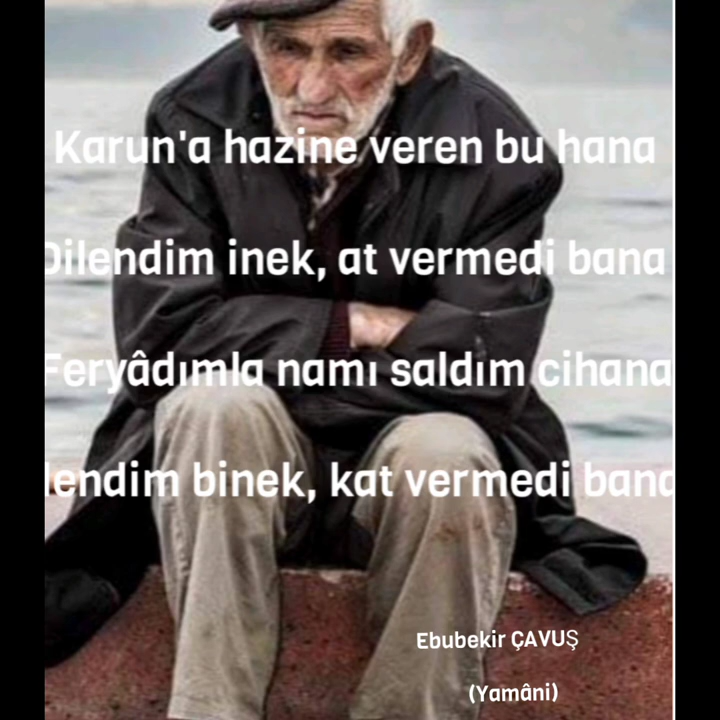 Karun'a hazine veren bu hana
Dilendim inek, at vermedi bana
Feryâdımla namı saldım cihana
binek, kat vermedi bana
Ebubekir ÇAVUŞ
(Yamâni)